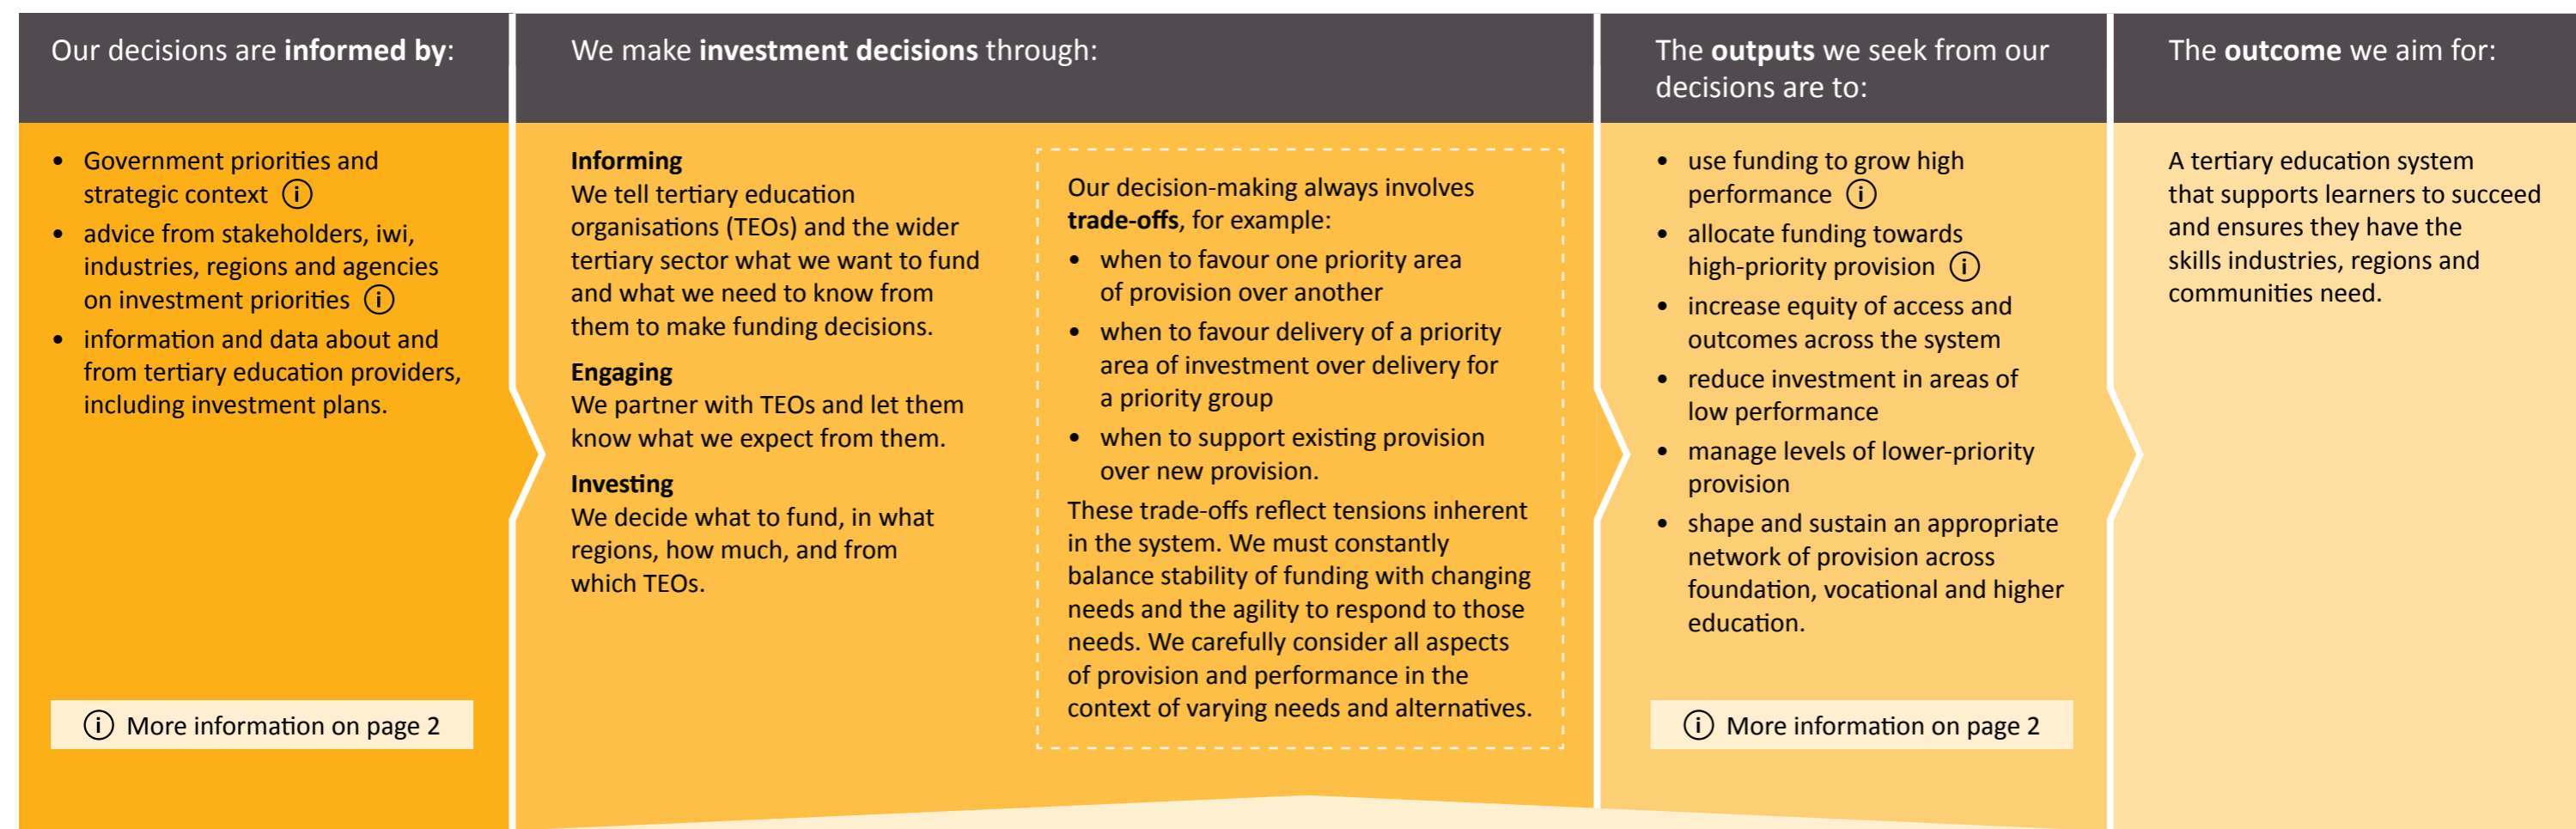 Our decisions are informed by:
• Government priorities and
strategic context ⓘ
• advice from stakeholders, iwi,
industries, regions and agencies
on investment priorities ⓘ
• information and data about and
from tertiary education providers,
including investment plans.
ⓘ More information on page 2
We make investment decisions through:
Informing
We tell tertiary education
organisations (TEOs) and the wider
tertiary sector what we want to fund
and what we need to know from
them to make funding decisions.
Engaging
We partner with TEOs and let them
know what we expect from them.
Investing
We decide what to fund, in what
regions, how much, and from
which TEOs.
Our decision-making always involves
trade-offs, for example:
• when to favour one priority area
of provision over another
• when to favour delivery of a priority
area of investment over delivery for
a priority group
• when to support existing provision
over new provision.
These trade-offs reflect tensions inherent
in the system. We must constantly
balance stability of funding with changing
needs and the agility to respond to those
needs. We carefully consider all aspects
of provision and performance in the
context of varying needs and alternatives.
The outputs we seek from our
decisions are to:
• use funding to grow high
performance ⓘ
• allocate funding towards
high-priority provision ⓘ
• increase equity of access and
outcomes across the system
• reduce investment in areas of
low performance
• manage levels of lower-priority
provision
• shape and sustain an appropriate
network of provision across
foundation, vocational and higher
education.
ⓘ More information on page 2
The outcome we aim for:
A tertiary education system
that supports learners to succeed
and ensures they have the
skills industries, regions and
communities need.